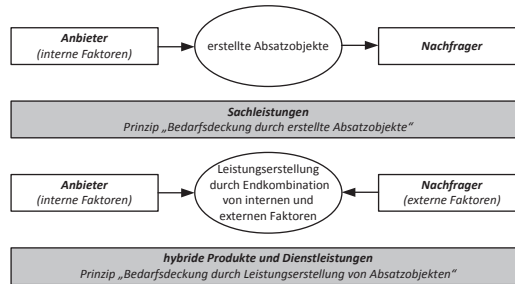 Anbieter
(interne Faktoren)
erstellte Absatzobjekte
Nachfrager
Sachleistungen
Prinzip „Bedarfsdeckung durch erstellte Absatzobjekte“
Anbieter
(interne Faktoren)
Leistungserstellung
durch Endkombination
von internen und
externen Faktoren
Nachfrager
(externe Faktoren)
hybride Produkte und Dienstleistungen
Prinzip „Bedarfsdeckung durch Leistungserstellung von Absatzobjekten“